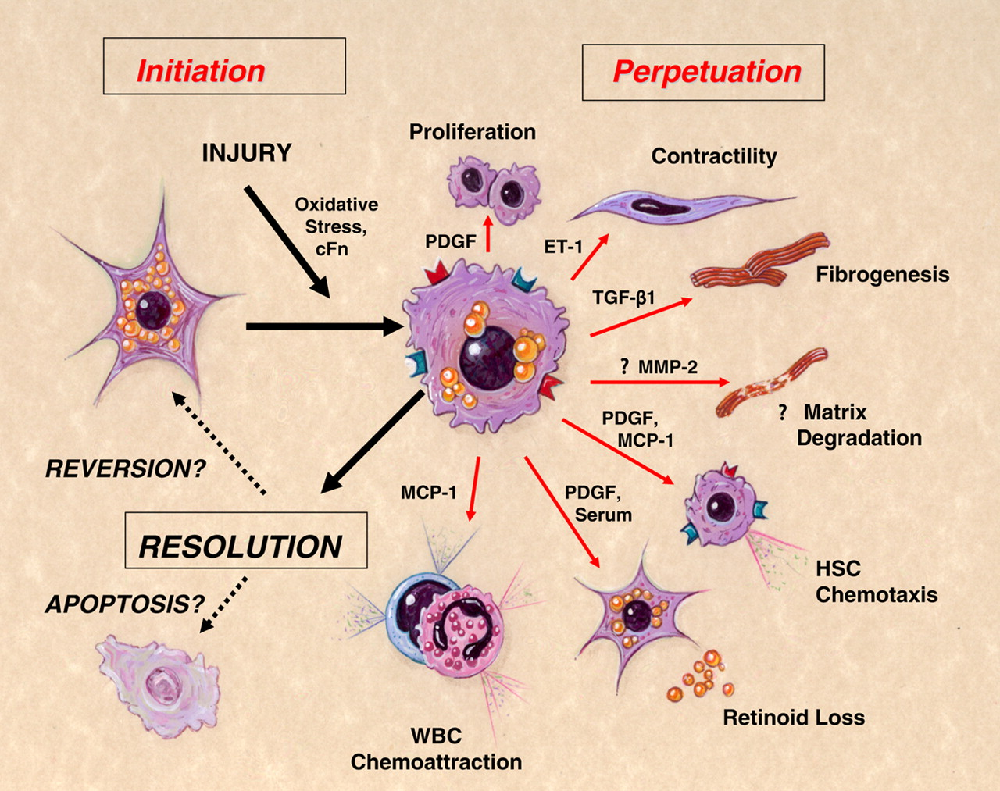 Initiation
Perpetuation
INJURY
Oxidative
Stress,
cFn
Proliferation
PDGF
Contractility
ET-1
Fibrogenesis
TGF-β1
? MMP-2
? Matrix
Degradation
PDGF,
MCP-1
HSC
Chemotaxis
PDGF,
Serum
Retinoid Loss
MCP-1
WBC
Chemoattraction
REVERSION?
RESOLUTION
APOPTOSIS?